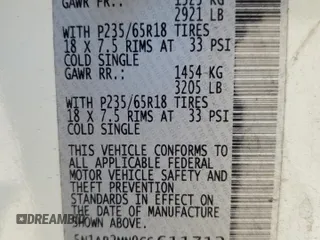 GAWR FR.: 1325 KG
2921 LB
WITH P235/65R18 TIRES
18 X 7.5 RIMS AT 33 PSI
COLD SINGLE
GAWR RR.: 1454 KG
3205 LB
WITH P235/65R18 TIRES
18 X 7.5 RIMS AT 33 PSI
COLD SINGLE
THIS VEHICLE CONFORMS TO
ALL APPLICABLE FEDERAL
MOTOR VEHICLE SAFETY AND
THEFT PREVENTION
STANDARDS IN EFFECT ON
THE DATE OF MANUFACTURE
DREAMBID